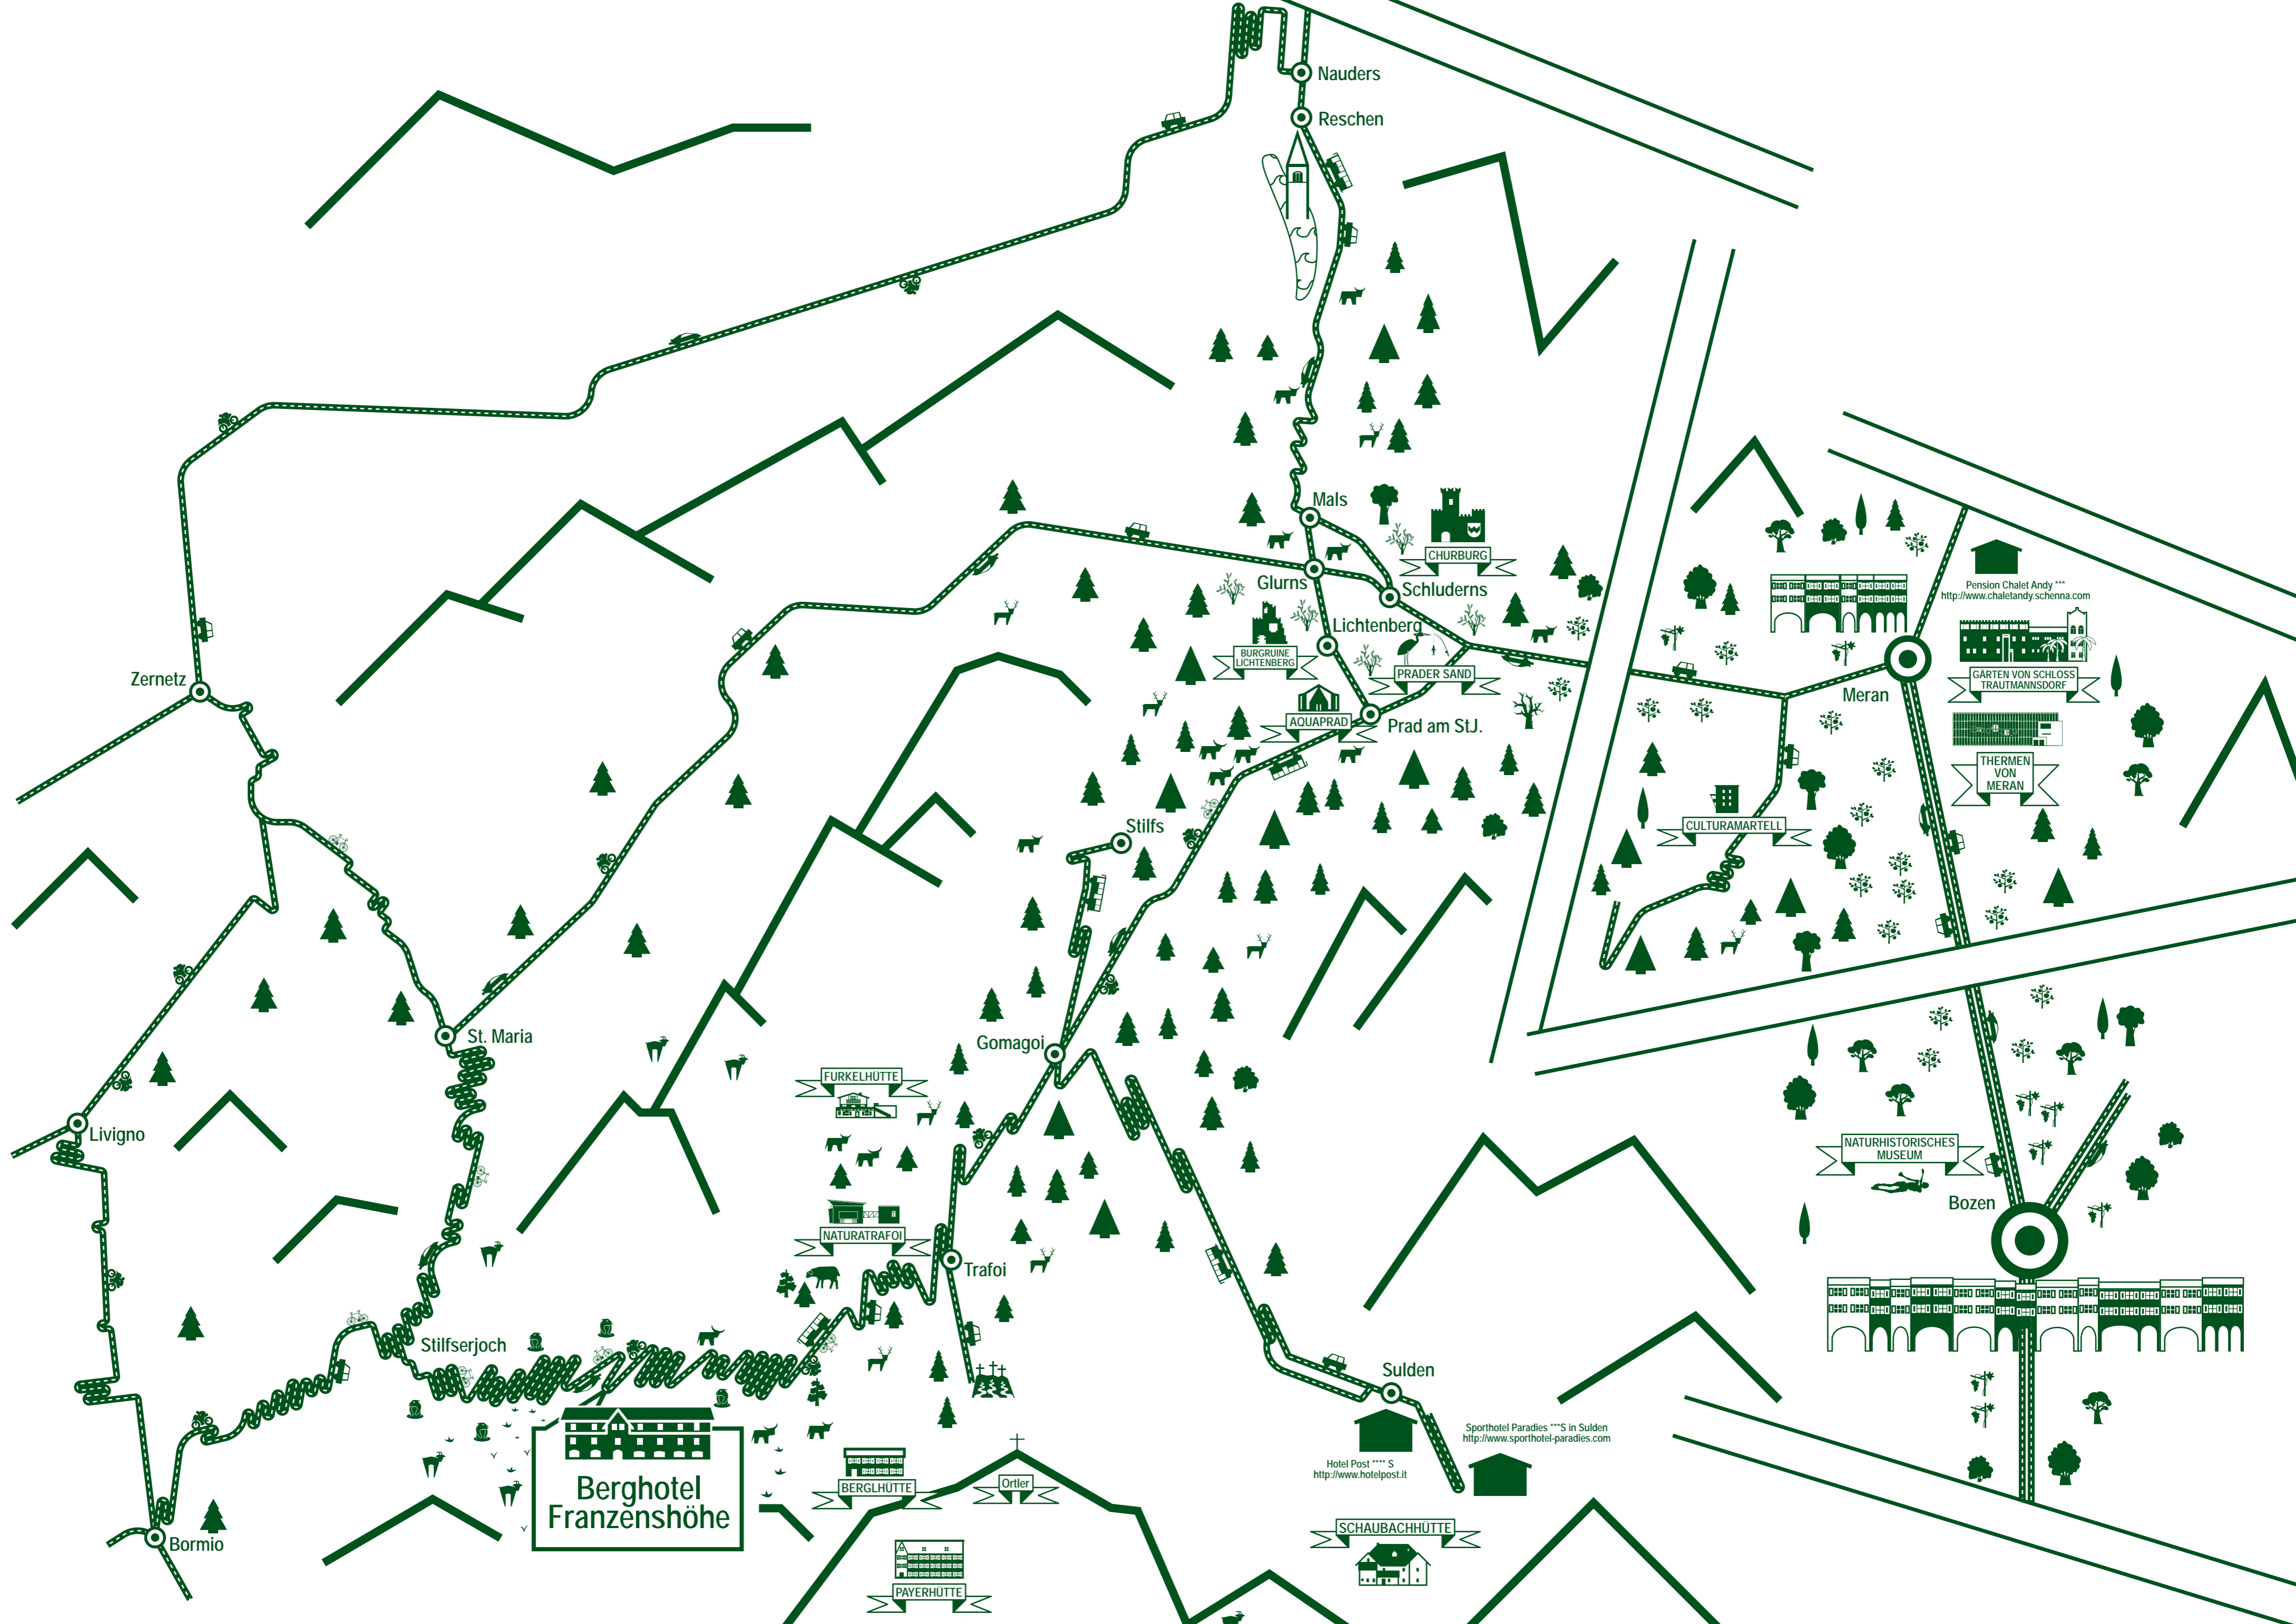 Nauders
Reschen
Mals
CHURBURG
Glurns
Schluderns
Pension Chalet Andy ***
http://www.chaletandy.schenna.com
Lichtenberg
BURGRUINE
LICHTENBERG
PRADER SAND
Zernetz
Meran
GÄRTEN VON SCHLOSS
TRAUTMANNSDORF
AQUAPRAD
Prad am StJ.
THERMEN
VON
MERAN
Stilfs
CULTURAMARTELL
St. Maria
Gomagoi
FURKELHÜTTE
Livigno
NATURHISTORISCHES
MUSEUM
Bozen
NATURATRAFOI
Trafoi
Stilfserjoch
Sulden
Sporthotel Paradies ***S in Sulden
http://www.sporthotel-paradies.com
Hotel Post **** S
http://www.hotelpost.it
Berghotel
Franzenshöhe
BERGLHÜTTE
Ortler
Bormio
SCHAUBACHHÜTTE
PAYERHÜTTE